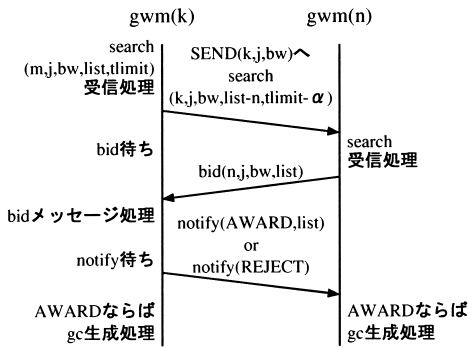 gwm(k)
gwm(n)
search
(m,j,bw,list,tlimit)
受信処理
SEND(k,j,bw)へ
search
(k,j,bw,list-n,tlimit-α)
bid待ち
search
受信処理
bid(n,j,bw,list)
bidメッセージ処理
notify(AWARD,list)
or
notify(REJECT)
notify待ち
AWARDならば
gc生成処理
AWARDならば
gc生成処理